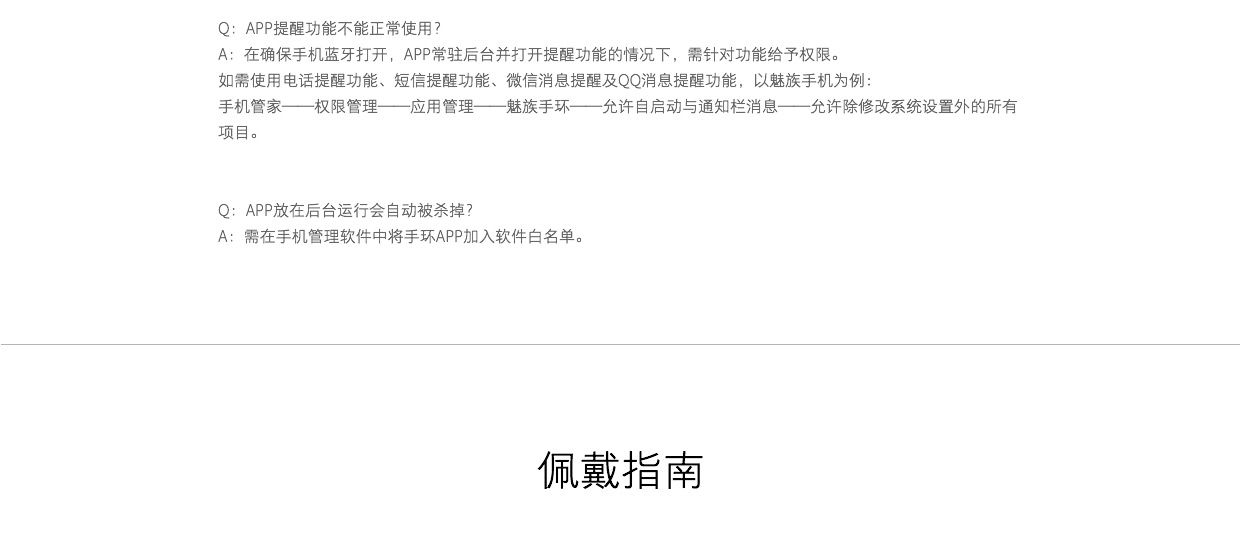 Q：APP提醒功能不能正常使用？
A：在确保手机蓝牙打开，APP常驻后台并打开提醒功能的情况下，需针对功能给予权限。
如需使用电话提醒功能、短信提醒功能、微信消息提醒及QQ消息提醒功能，以魅族手机为例：
手机管家——权限管理——应用管理——魅族手环——允许自启动与通知栏消息——允许除修改系统设置外的所有
项目。
Q：APP放在后台运行会自动被杀掉？
A：需在手机管理软件中将手环APP加入软件白名单。
佩戴指南